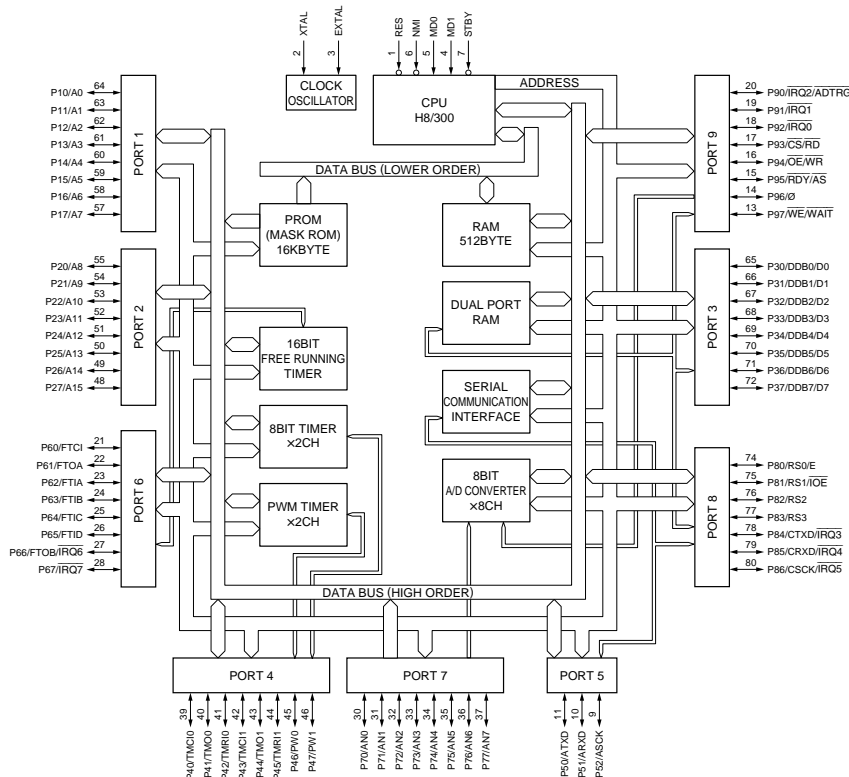 XTAL
EXTAL
RES
NMI
MD0
MD1
STBY
2
3
1
6
5
4
7
CLOCK
OSCILLATOR
CPU
H8/300
ADDRESS
DATA BUS (LOWER ORDER)
PORT 1
P10/A0 64
P11/A1 63
P12/A2 62
P13/A3 61
P14/A4 60
P15/A5 59
P16/A6 58
P17/A7 57
PORT 2
P20/A8 55
P21/A9 54
P22/A10 53
P23/A11 52
P24/A12 51
P25/A13 50
P26/A14 49
P27/A15 48
PORT 6
P60/FTCI 21
P61/FTOA 22
P62/FTIA 23
P63/FTIB 24
P64/FTIC 25
P65/FTID 26
P66/FTOB/IRQ6 27
P67/IRQ7 28
PROM
(MASK ROM)
16KBYTE
RAM
512BYTE
16BIT
FREE RUNNING
TIMER
DUAL PORT
RAM
8BIT TIMER
×2CH
SERIAL
COMMUNICATION
INTERFACE
PWM TIMER
×2CH
8BIT
A/D CONVERTER
×8CH
PORT 9
20 P90/IRQ2/ADTRG
19 P91/IRQ1
18 P92/IRQ0
17 P93/CS/RD
16 P94/OE/WR
15 P95/RDY/AS
14 P96/Ø
13 P97/WE/WAIT
PORT 3
65 P30/DDB0/D0
66 P31/DDB1/D1
67 P32/DDB2/D2
68 P33/DDB3/D3
69 P34/DDB4/D4
70 P35/DDB5/D5
71 P36/DDB6/D6
72 P37/DDB7/D7
PORT 8
74 P80/RS0/E
75 P81/RS1/IOE
76 P82/RS2
77 P83/RS3
78 P84/CTXD/IRQ3
79 P85/CRXD/IRQ4
80 P86/CSCK/IRQ5
DATA BUS (HIGH ORDER)
PORT 4
39 P40/TMCI0
40 P41/TMO0
41 P42/TMRI0
42 P43/TMCI1
43 P44/TMO1
44 P45/TMRI1
45 P46/PW0
46 P47/PW1
PORT 7
30 P70/AN0
31 P71/AN1
32 P72/AN2
33 P73/AN3
34 P74/AN4
35 P75/AN5
36 P76/AN6
37 P77/AN7
PORT 5
11 P50/ATXD
10 P51/ARXD
9 P52/ASCK